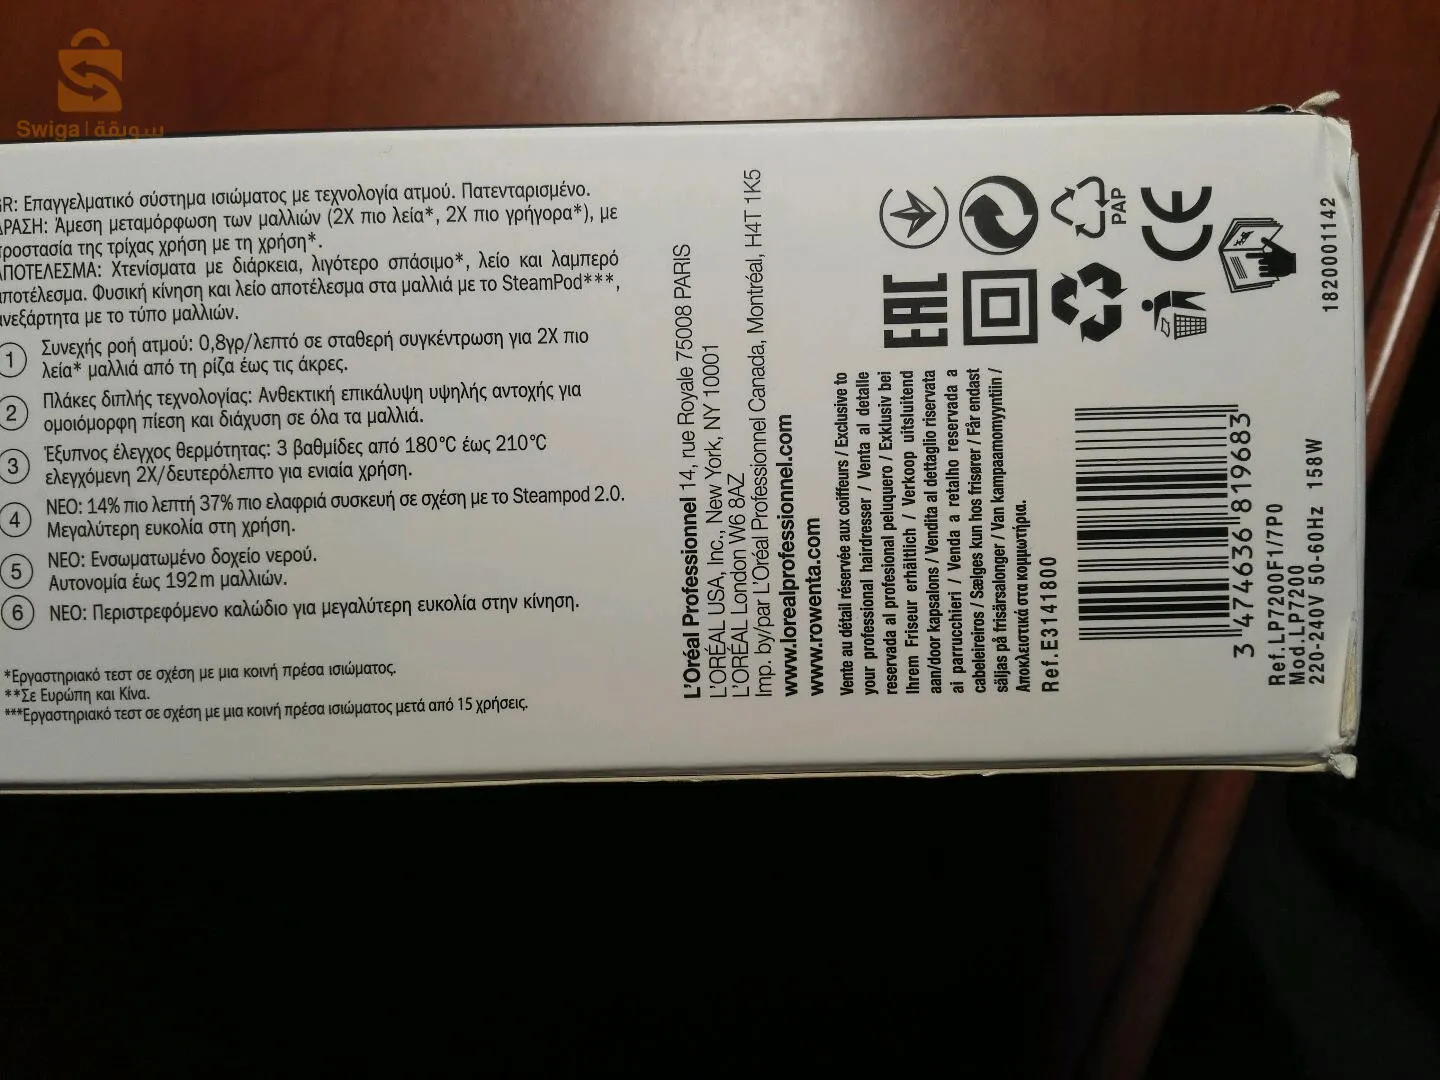 Swiga | سويقة
GR: Επαγγελματικό σύστημα ισιώματος με τεχνολογία ατμού. Πατενταρισμένο.
ΔΡΑΣΗ: Άμεση μεταμόρφωση των μαλλιών (2X πιο λεία*, 2X πιο γρήγορα*), με
προστασία της τρίχας χρήση με τη χρήση*.
ΑΠΟΤΕΛΕΣΜΑ: Χτενίσματα με διάρκεια, λιγότερο σπάσιμο*, λείο και λαμπερό
αποτέλεσμα. Φυσική κίνηση και λείο αποτέλεσμα στα μαλλιά με το SteamPod***,
ανεξάρτητα με το τύπο μαλλιών.
1 Συνεχής ροή ατμού: 0,8γρ/λεπτό σε σταθερή συγκέντρωση για 2X πιο
λεία* μαλλιά από τη ρίζα έως τις άκρες.
2 Πλάκες διπλής τεχνολογίας: Ανθεκτική επικάλυψη υψηλής αντοχής για
ομοιόμορφη πίεση και διάχυση σε όλα τα μαλλιά.
3 Έξυπνος έλεγχος θερμότητας: 3 βαθμίδες από 180°C έως 210°C
ελεγχόμενη 2X/δευτερόλεπτο για ενιαία χρήση.
4 ΝΕΟ: 14% πιο λεπτή 37% πιο ελαφριά συσκευή σε σχέση με το Steampod 2.0.
Μεγαλύτερη ευκολία στη χρήση.
5 ΝΕΟ: Ενσωματωμένο δοχείο νερού.
Αυτονομία έως 192m μαλλιών.
6 ΝΕΟ: Περιστρεφόμενο καλώδιο για μεγαλύτερη ευκολία στην κίνηση.
*Εργαστηριακό τεστ σε σχέση με μια κοινή πρέσα ισιώματος.
**Σε Ευρώπη και Κίνα.
***Εργαστηριακό τεστ σε σχέση με μια κοινή πρέσα ισιώματος μετά από 15 χρήσεις.
L'Oréal Professionnel 14, rue Royale 75008 PARIS
L'ORÉAL USA, Inc., New York, NY 10001
L'ORÉAL London W6 8AZ
Imp. by/par L'Oréal Professionnel Canada, Montréal, H4T 1K5
www.lorealprofessionnel.com
www.rowenta.com
Vente au détail réservée aux coiffeurs / Exclusive to
your professional hairdresser / Venta al detalle
reservada al profesional peluquero / Exklusiv bei
Ihrem Friseur erhältlich / Verkoop uitsluitend
aan/door kapsalons / Vendita al dettaglio riservata
ai parrucchieri / Venda a retalho reservada a
cabeleireiros / Sælges kun hos frisører / Får endast
säljas på frisärsalonger / Van kampaamomyyntiin /
Αποκλειστικά στα κομμωτήρια.
Ref.E3141800
EAC
PAP
CE
3 474636 819683
Ref.LP7200F1/7P0
Mod.LP7200
220-240V 50-60Hz 158W
1820001142